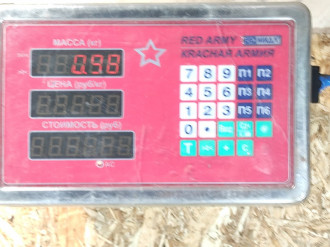 МАССА (кг)
0.98
ЦЕНА (руб/кг)
СТОИМОСТЬ (руб)
AC
RED ARMY
КРАСНАЯ АРМИЯ
7 8 9 П1 П2
4 5 6 П3 П4
1 2 3 П5 П6
0 •
T C